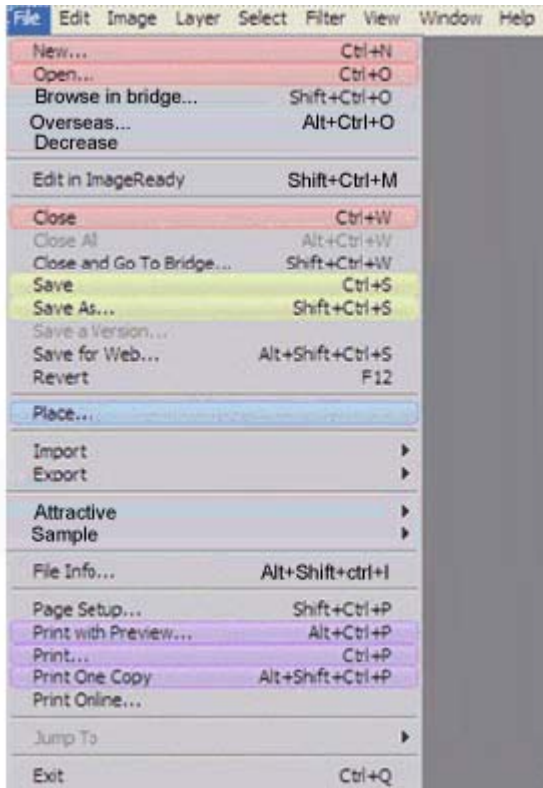 File Edit Image Layer Select Filter View Window Help
New... Ctrl+N
Open... Ctrl+O
Browse in bridge... Shift+Ctrl+O
Overseas... Alt+Ctrl+O
Decrease
Edit in ImageReady Shift+Ctrl+M
Close Ctrl+W
Close All Alt+Ctrl+W
Close and Go To Bridge... Shift+Ctrl+W
Save Ctrl+S
Save As... Shift+Ctrl+S
Save a Version...
Save for Web... Alt+Shift+Ctrl+S
Revert F12
Place...
Import
Export
Attractive
Sample
File Info... Alt+Shift+ctrl+I
Page Setup... Shift+Ctrl+P
Print with Preview... Alt+Ctrl+P
Print... Ctrl+P
Print One Copy Alt+Shift+Ctrl+P
Print Online...
Jump To
Exit Ctrl+Q